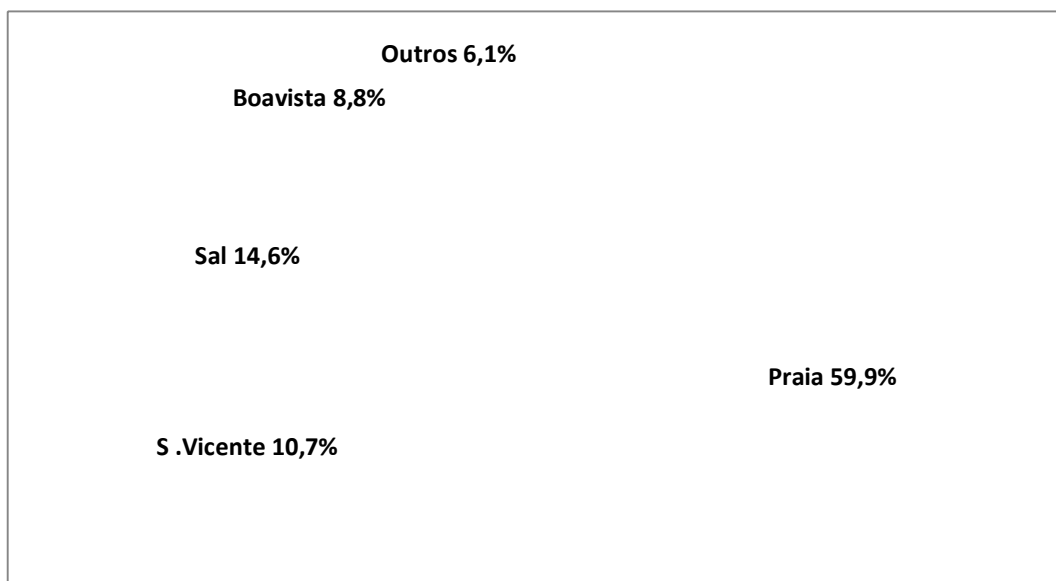 Outros 6,1%
Boavista 8,8%
Sal 14,6%
Praia 59,9%
S .Vicente 10,7%